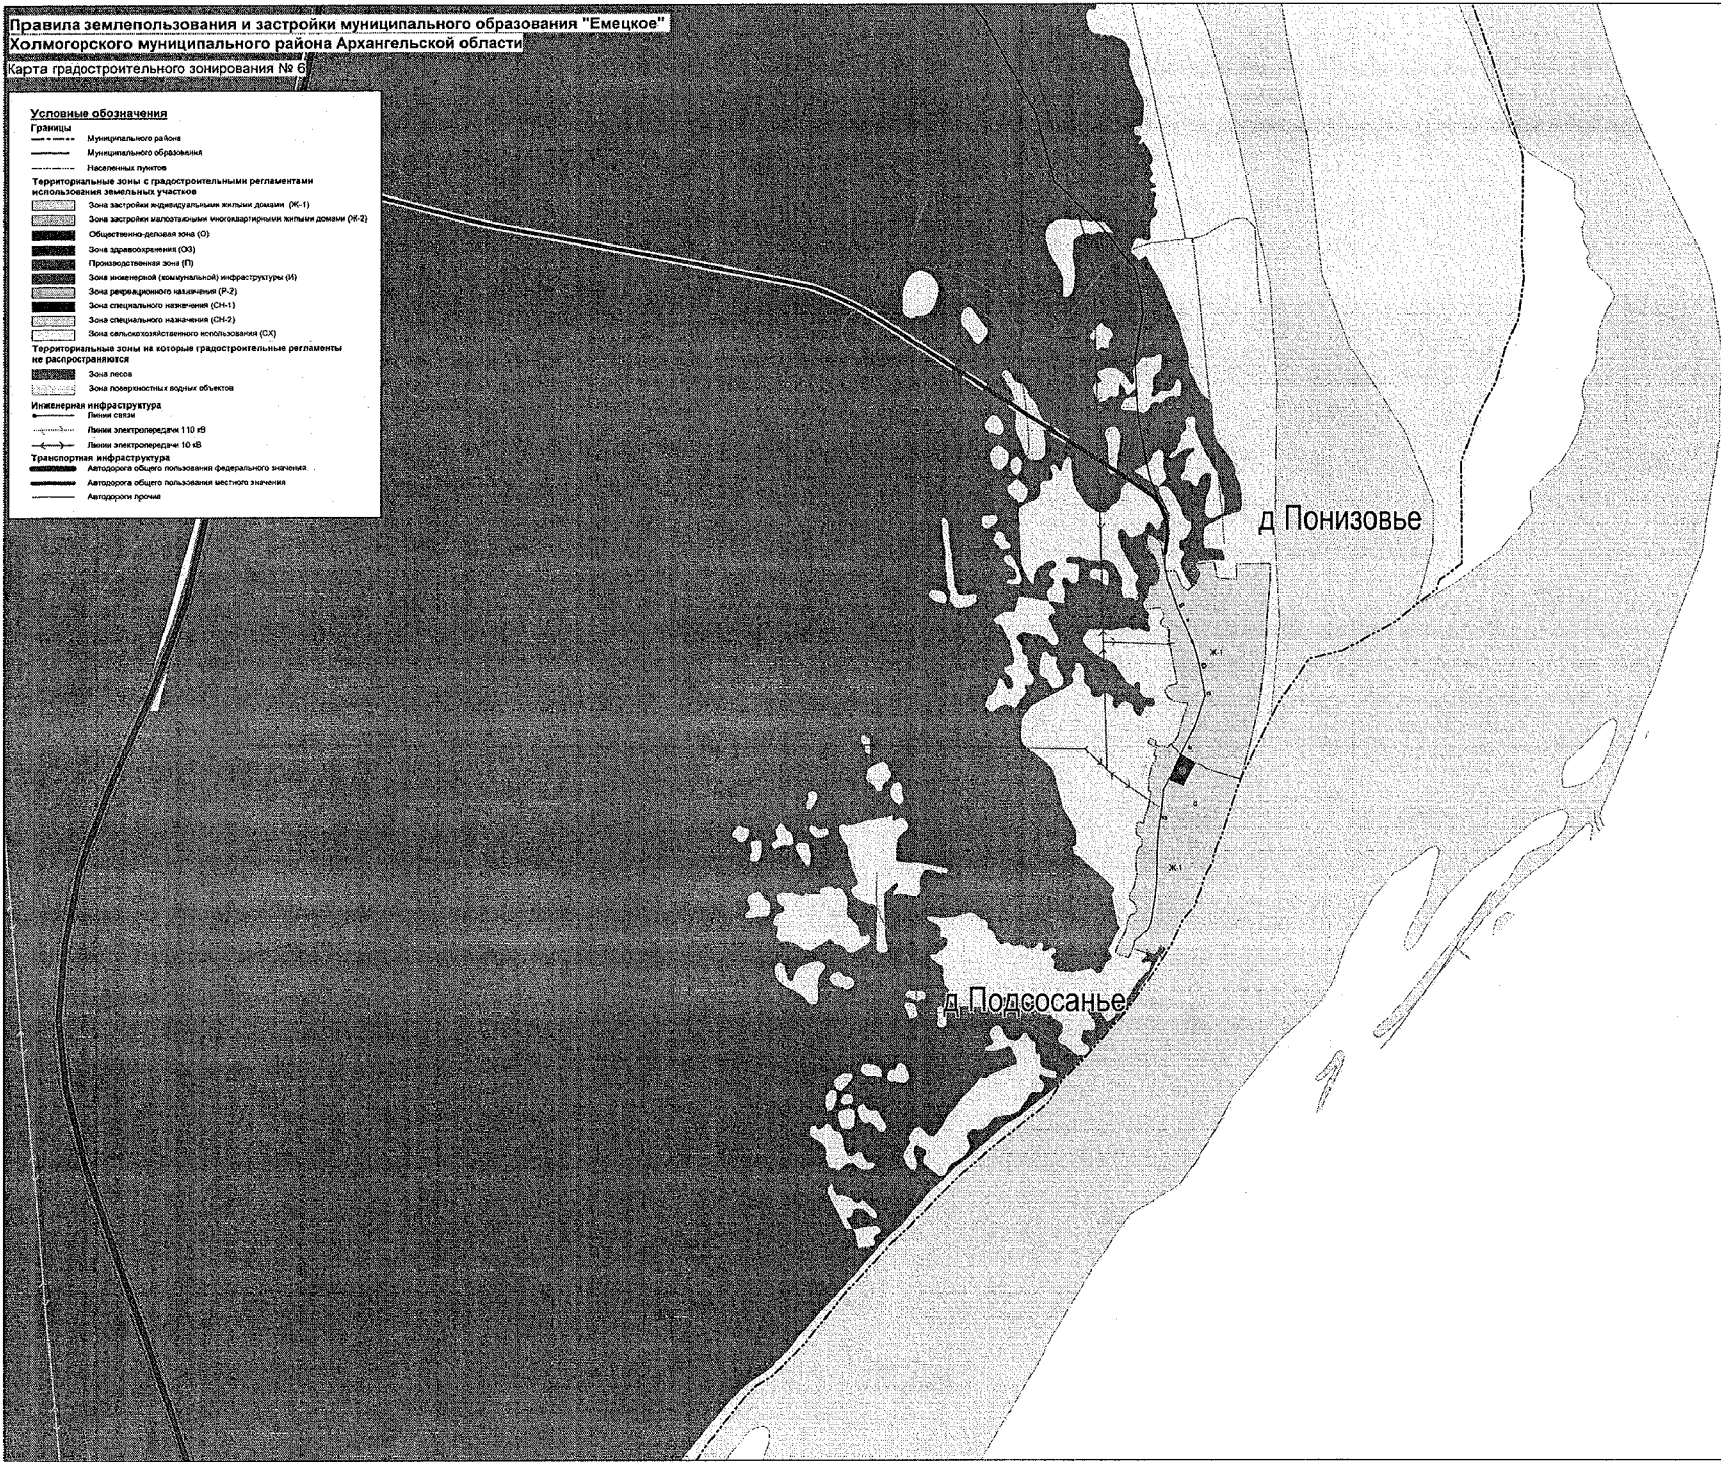 Правила землепользования и застройки муниципального образования "Емецкое"
Холмогорского муниципального района Архангельской области
Карта градостроительного зонирования № 6
Условные обозначения
Границы
Муниципального района
Муниципального образования
Населенных пунктов
Территориальные зоны с градостроительными регламентами
использования земельных участков
Зона застройки индивидуальными жилыми домами (Ж-1)
Зона застройки малоэтажными многоквартирными жилыми домами (Ж-2)
Общественно-деловая зона (О)
Зона здравоохранения (ОЗ)
Производственная зона (П)
Зона инженерной (коммунальной) инфраструктуры (И)
Зона рекреационного назначения (Р-2)
Зона специального назначения (СН-1)
Зона специального назначения (СН-2)
Зона сельскохозяйственного использования (СХ)
Территориальные зоны на которые градостроительные регламенты
не распространяются
Зона лесов
Зона поверхностных водных объектов
Инженерная инфраструктура
Линии связи
Линии электропередачи 110 кВ
Линии электропередачи 10 кВ
Транспортная инфраструктура
Автодорога общего пользования федерального значения
Автодорога общего пользования местного значения
Автодороги прочие
д Понизовье
Ж-1
Ж-1
д Подсосанье